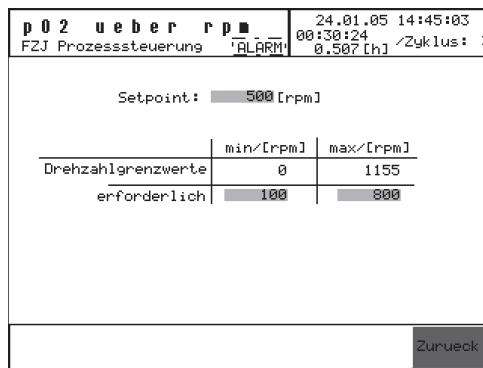 p02 ueber rpm
FZJ Prozesssteuerung 'ALARM'
24.01.05 14:45:03
00:30:24
0.507[h] /Zyklus:
Setpoint: 500[rpm]
min/[rpm] max/[rpm]
Drehzahlgrenzwerte 0 1155
erforderlich 100 800
Zurueck